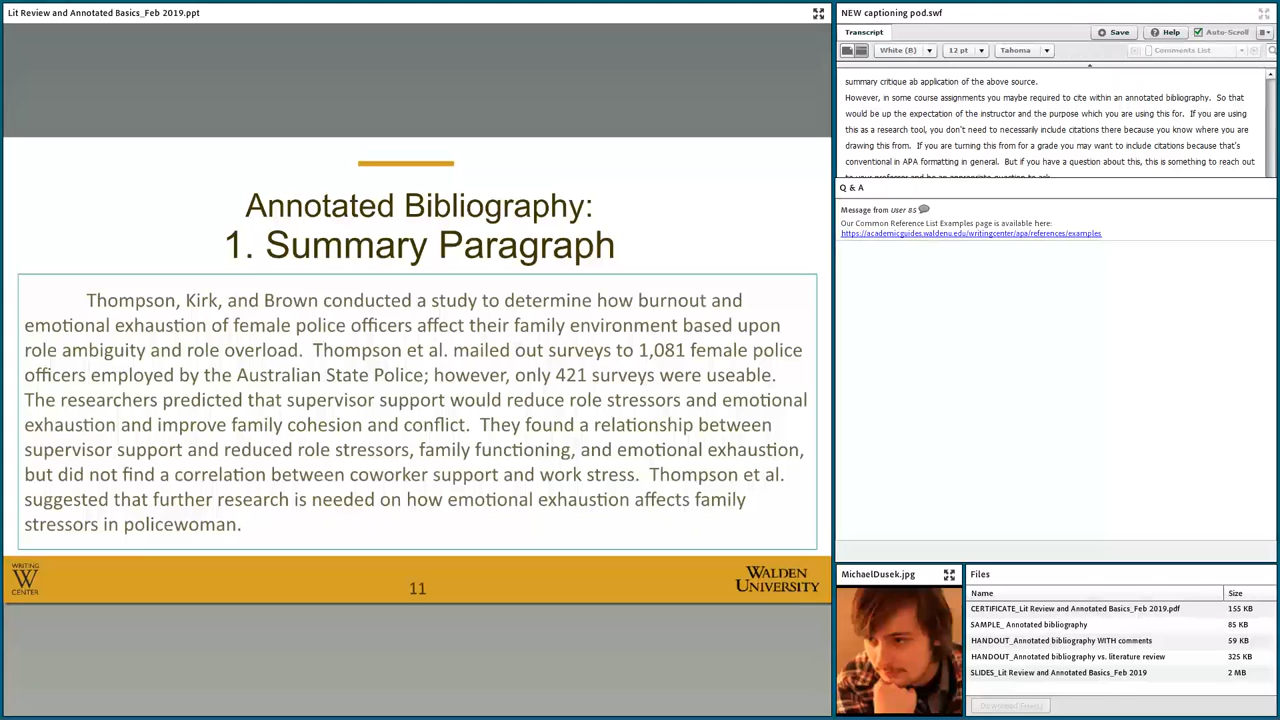 Lit Review and Annotated Basics_Feb 2019.ppt
Annotated Bibliography:
1. Summary Paragraph
Thompson, Kirk, and Brown conducted a study to determine how burnout and
emotional exhaustion of female police officers affect their family environment based upon
role ambiguity and role overload.  Thompson et al. mailed out surveys to 1,081 female police
officers employed by the Australian State Police; however, only 421 surveys were useable.
The researchers predicted that supervisor support would reduce role stressors and emotional
exhaustion and improve family cohesion and conflict.  They found a relationship between
supervisor support and reduced role stressors, family functioning, and emotional exhaustion,
but did not find a correlation between coworker support and work stress.  Thompson et al.
suggested that further research is needed on how emotional exhaustion affects family
stressors in policewoman.
WRITING
W
CENTER
11
WALDEN
UNIVERSITY
NEW captioning pod.swf
Transcript
Save
Help
Auto-Scroll
White (B)
12 pt
Tahoma
Comments List
summary critique ab application of the above source.
However, in some course assignments you maybe required to cite within an annotated bibliography.  So that
would be up the expectation of the instructor and the purpose which you are using this for.  If you are using
this as a research tool, you don't need to necessarily include citations there because you know where you are
drawing this from.  If you are turning this from for a grade you may want to include citations because that's
conventional in APA formatting in general.  But if you have a question about this, this is something to reach out
to your professor and be an appropriate question to ask.
Q & A
Message from User 85
Our Common Reference List Examples page is available here:
https://academicguides.waldenu.edu/writingcenter/apa/references/examples
MichaelDusek.jpg
Files
Name
Size
CERTIFICATE_Lit Review and Annotated Basics_Feb 2019.pdf
155 KB
SAMPLE_ Annotated bibliography
85 KB
HANDOUT_Annotated bibliography WITH comments
59 KB
HANDOUT_Annotated bibliography vs. literature review
325 KB
SLIDES_Lit Review and Annotated Basics_Feb 2019
2 MB
Download File(s)